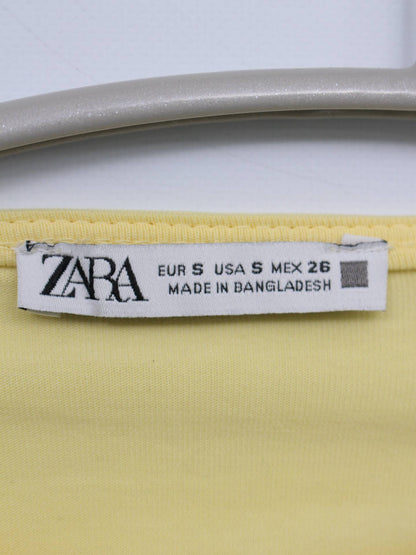 ZARA
EUR S USA S MEX 26
MADE IN BANGLADESH